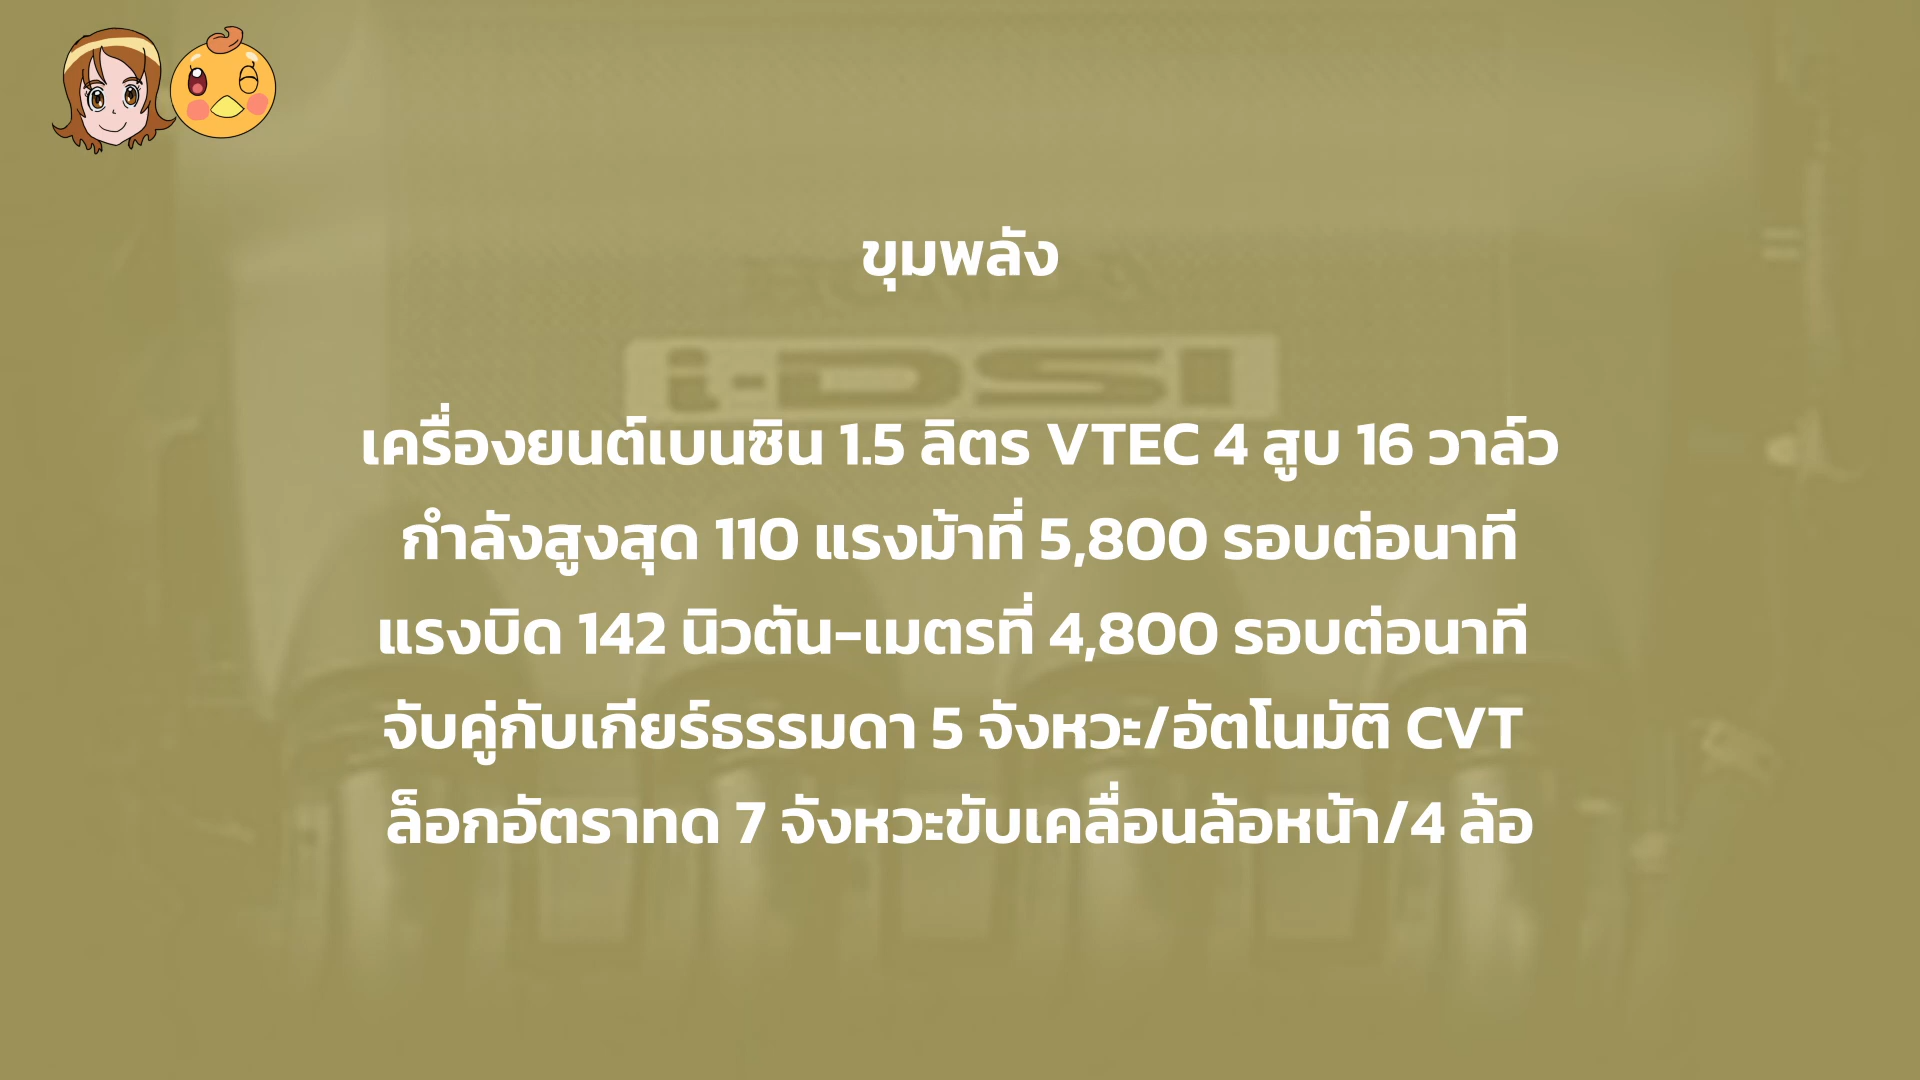 ขุมพลัง
i-DSI
เครื่องยนต์เบนซิน 1.5 ลิตร VTEC 4 สูบ 16 วาล์ว
กำลังสูงสุด 110 แรงม้าที่ 5,800 รอบต่อนาที
แรงบิด 142 นิวตัน-เมตรที่ 4,800 รอบต่อนาที
จับคู่กับเกียร์ธรรมดา 5 จังหวะ/อัตโนมัติ CVT
ล็อกอัตราทด 7 จังหวะขับเคลื่อนล้อหน้า/4 ล้อ